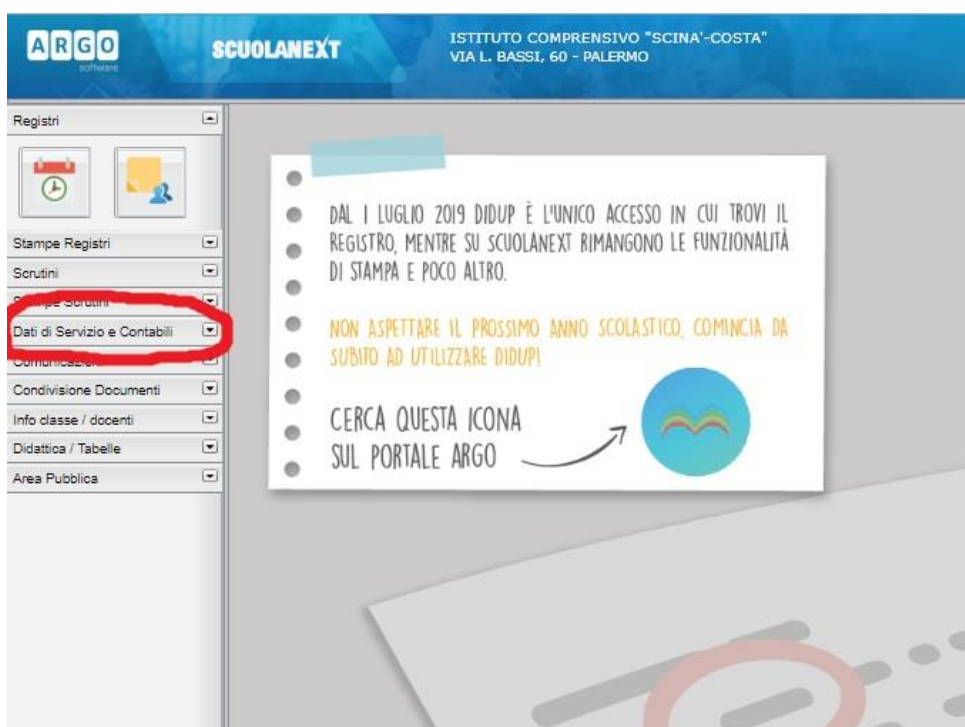 ARGO
software
SCUOLANEXT
ISTITUTO COMPRENSIVO "SCINA'-COSTA"
VIA L. BASSI, 60 - PALERMO
Registri
Stampe Registri
Scrutini
Stampe Scrutini
Dati di Servizio e Contabili
Comunicazioni
Condivisione Documenti
Info classe / docenti
Didattica / Tabelle
Area Pubblica
DAL 1 LUGLIO 2019 DIDUP È L'UNICO ACCESSO IN CUI TROVI IL
REGISTRO, MENTRE SU SCUOLANEXT RIMANGONO LE FUNZIONALITÀ
DI STAMPA E POCO ALTRO.
NON ASPETTARE IL PROSSIMO ANNO SCOLASTICO, COMINCIA DA
SUBITO AD UTILIZZARE DIDUP!
CERCA QUESTA ICONA
SUL PORTALE ARGO